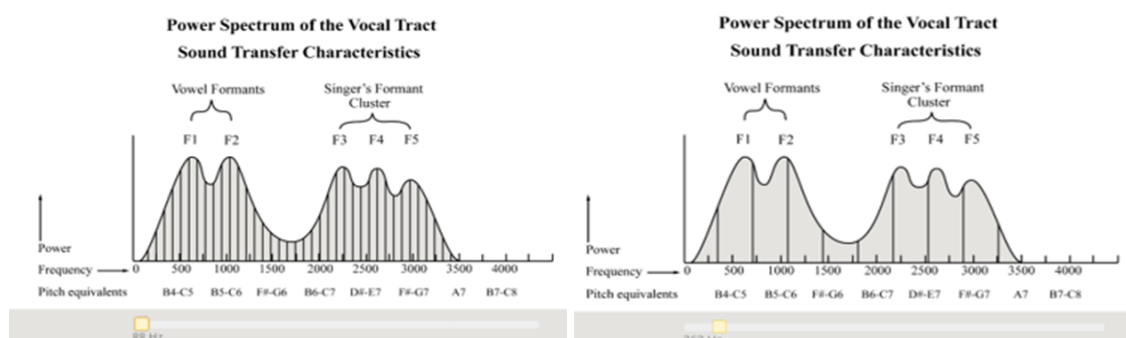 Power Spectrum of the Vocal Tract
Sound Transfer Characteristics
Vowel Formants
Singer's Formant
Cluster
F1 F2 F3 F4 F5
Power
Frequency
0 500 1000 1500 2000 2500 3000 3500 4000
Pitch equivalents B4-C5 B5-C6 F#-G6 B6-C7 D#-E7 F#-G7 A7 B7-C8
88 Hz
Power Spectrum of the Vocal Tract
Sound Transfer Characteristics
Vowel Formants
Singer's Formant
Cluster
F1 F2 F3 F4 F5
Power
Frequency
0 500 1000 1500 2000 2500 3000 3500 4000
Pitch equivalents B4-C5 B5-C6 F#-G6 B6-C7 D#-E7 F#-G7 A7 B7-C8